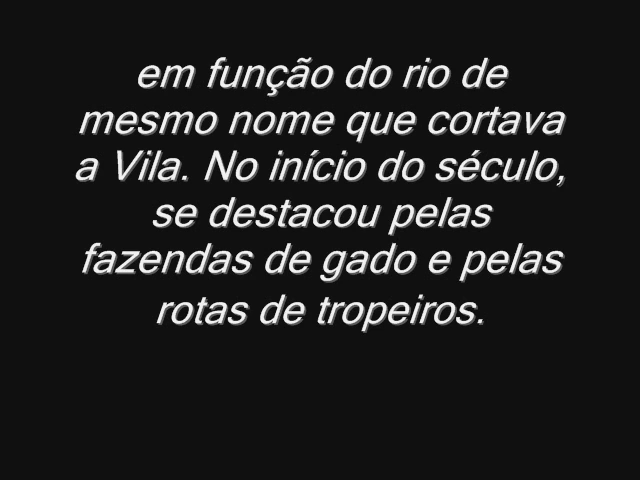 em função do rio de
mesmo nome que cortava
a Vila. No início do século,
se destacou pelas
fazendas de gado e pelas
rotas de tropeiros.